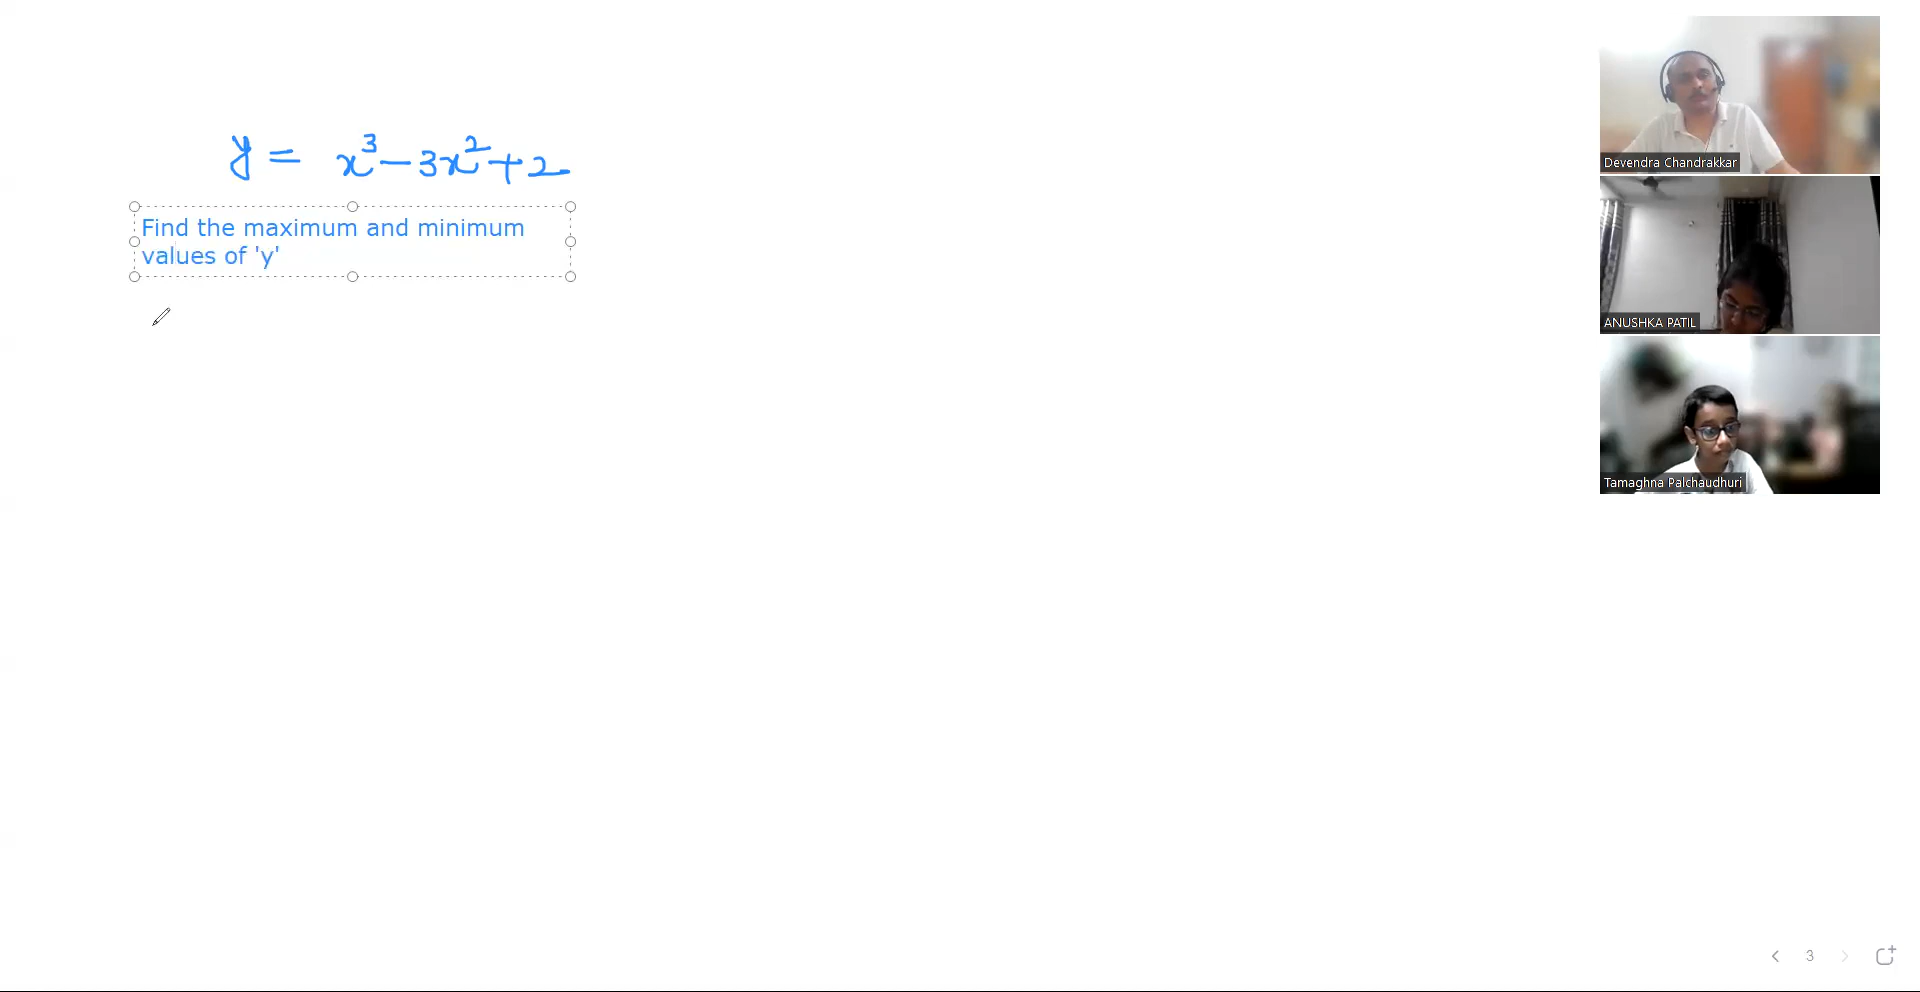 y = x³ - 3x² + 2
Find the maximum and minimum
values of 'y'
Devendra Chandrakkar
ANUSHKA PATIL
Tamaghna Palchaudhuri
3